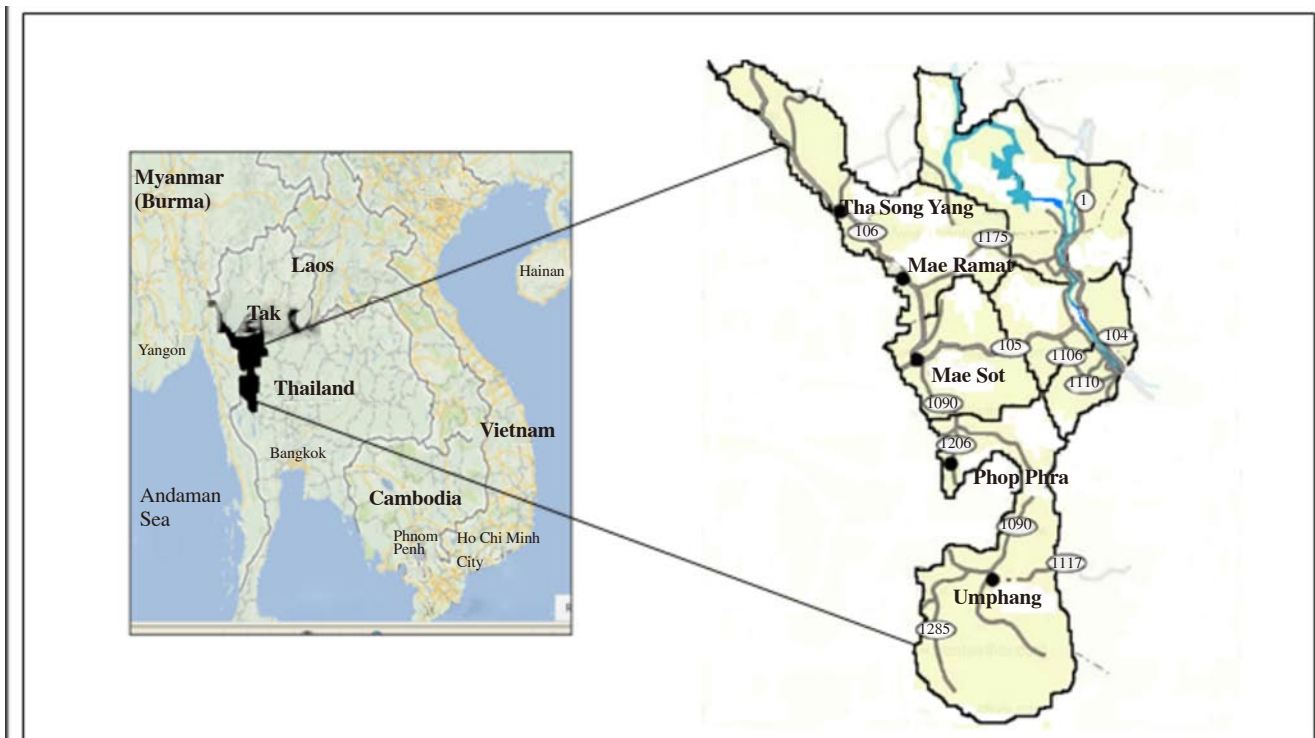 Myanmar
(Burma)
Laos
Hainan
Tak
Yangon
Thailand
Vietnam
Bangkok
Andaman
Sea
Cambodia
Phnom
Penh
Ho Chi Minh
City
Tha Song Yang
1
106
1175
Mae Ramat
104
105
1106
Mae Sot
1110
1090
1206
Phop Phra
1090
1117
Umphang
1285